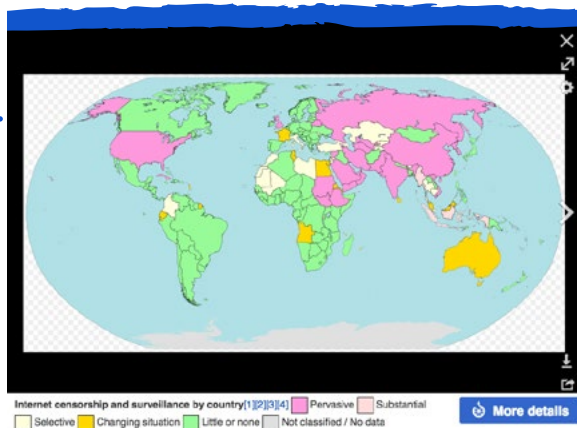 Internet censorship and surveillance by country[1][2][3][4] Pervasive Substantial
Selective Changing situation Little or none Not classified / No data
More details